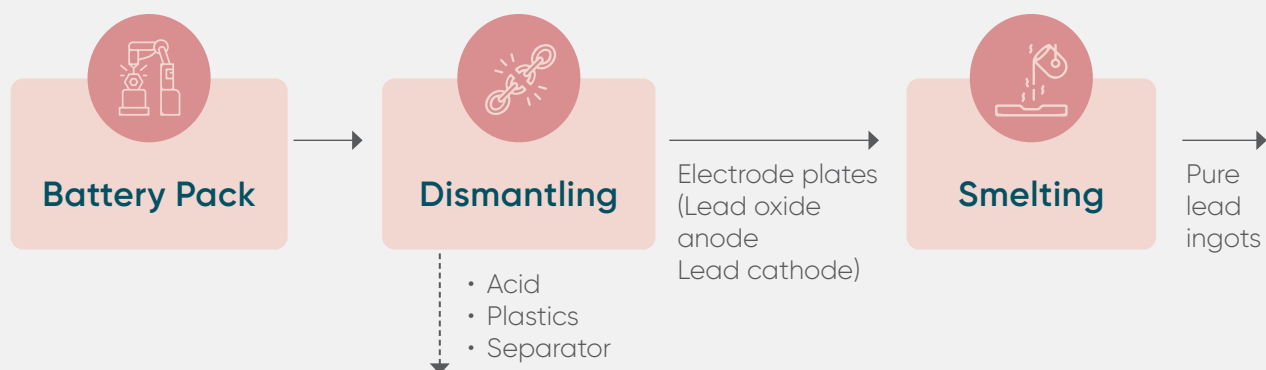 Battery Pack
Dismantling
Electrode plates
(Lead oxide
anode
Lead cathode)
Smelting
Pure
lead
ingots
• Acid
• Plastics
• Separator